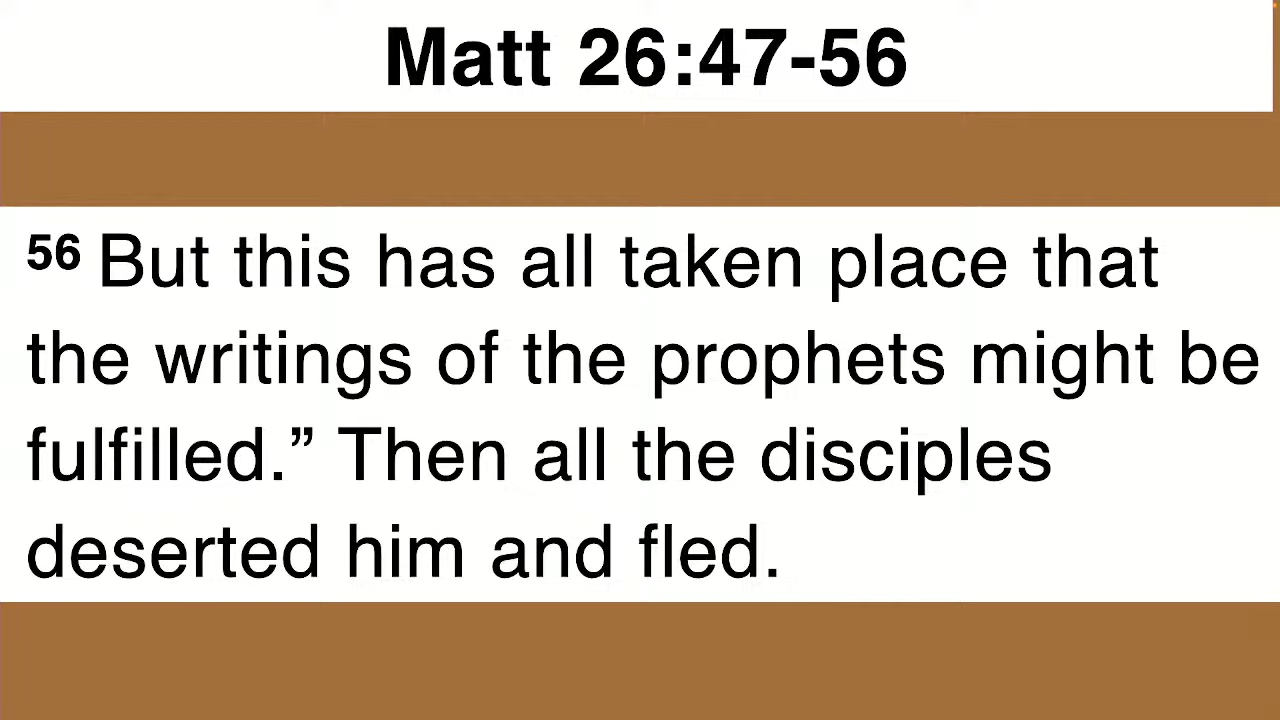 Matt 26:47-56
56 But this has all taken place that
the writings of the prophets might be
fulfilled.” Then all the disciples
deserted him and fled.